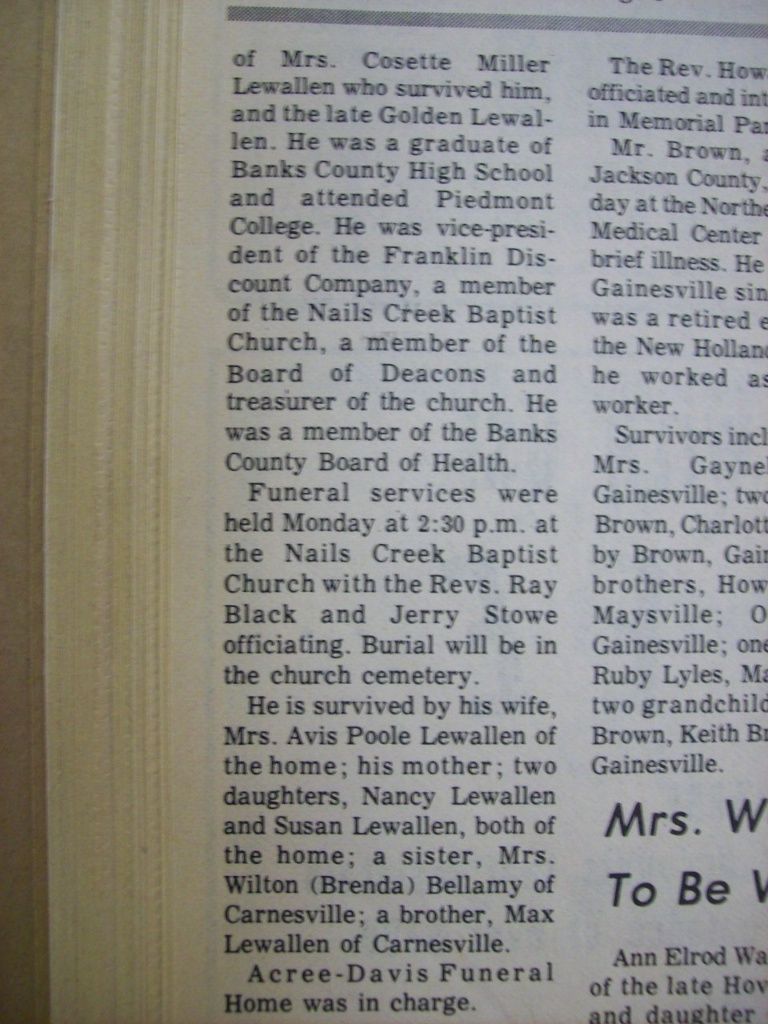 of Mrs. Cosette Miller
Lewallen who survived him,
and the late Golden Lewal-
len. He was a graduate of
Banks County High School
and attended Piedmont
College. He was vice-presi-
dent of the Franklin Dis-
count Company, a member
of the Nails Creek Baptist
Church, a member of the
Board of Deacons and
treasurer of the church. He
was a member of the Banks
County Board of Health.
Funeral services were
held Monday at 2:30 p.m. at
the Nails Creek Baptist
Church with the Revs. Ray
Black and Jerry Stowe
officiating. Burial will be in
the church cemetery.
He is survived by his wife,
Mrs. Avis Poole Lewallen of
the home; his mother; two
daughters, Nancy Lewallen
and Susan Lewallen, both of
the home; a sister, Mrs.
Wilton (Brenda) Bellamy of
Carnesville; a brother, Max
Lewallen of Carnesville.
Acree-Davis Funeral
Home was in charge.
The Rev.
officiated and
in Memorial
Mr. Brown,
Jackson County,
day at the
Medical Center
brief illness. He
Gainesville
was a retired
the New
he worked
worker.
Survivors
Mrs.
Gainesville;
Brown,
by Brown,
brothers,
Maysville;
Gainesville;
Ruby Lyles,
two
Brown, Keith
Gainesville.
Mrs.
To Be
Ann Elrod
of the late
and daughter